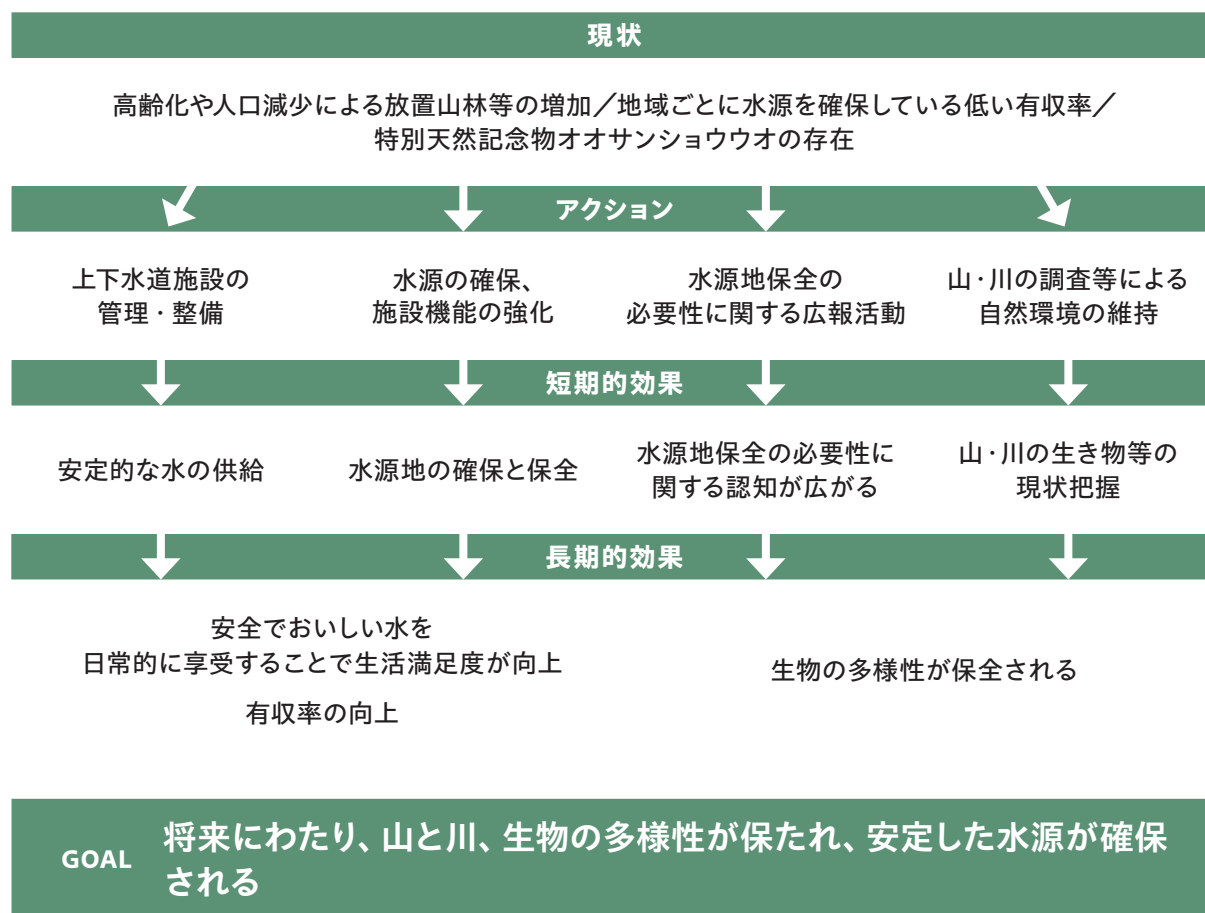 現状
高齢化や人口減少による放置山林等の増加／地域ごとに水源を確保している低い有収率／
特別天然記念物オオサンショウウオの存在
アクション
上下水道施設の
管理・整備
水源の確保、
施設機能の強化
水源地保全の
必要性に関する広報活動
山・川の調査等による
自然環境の維持
短期的効果
安定的な水の供給
水源地の確保と保全
水源地保全の必要性に
関する認知が広がる
山・川の生き物等の
現状把握
長期的効果
安全でおいしい水を
日常的に享受することで生活満足度が向上
有収率の向上
生物の多様性が保全される
GOAL
将来にわたり、山と川、生物の多様性が保たれ、安定した水源が確保
される